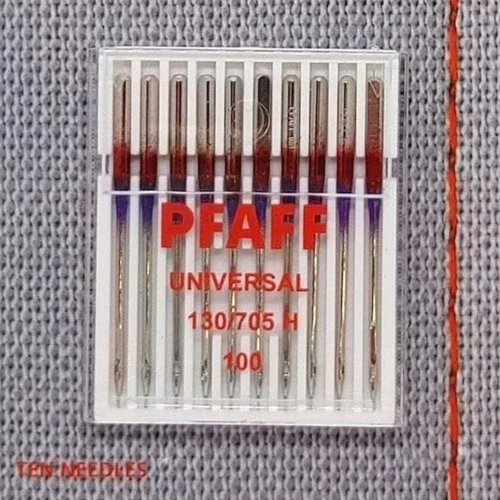 PFAFF
UNIVERSAL
130/705 H
100
TEN NEEDLES